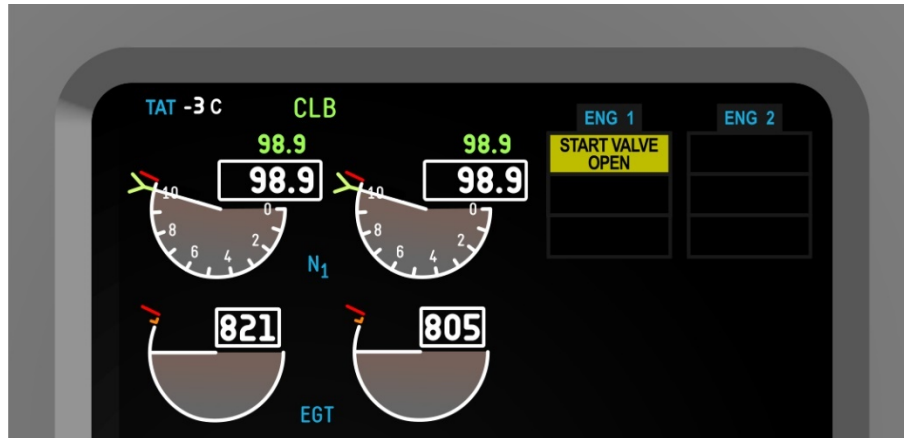 TAT -3 C
CLB
ENG 1
ENG 2
98.9
98.9
START VALVE
OPEN
98.9
98.9
10
0
8
6
4
2
10
0
8
6
4
2
N1
821
805
EGT